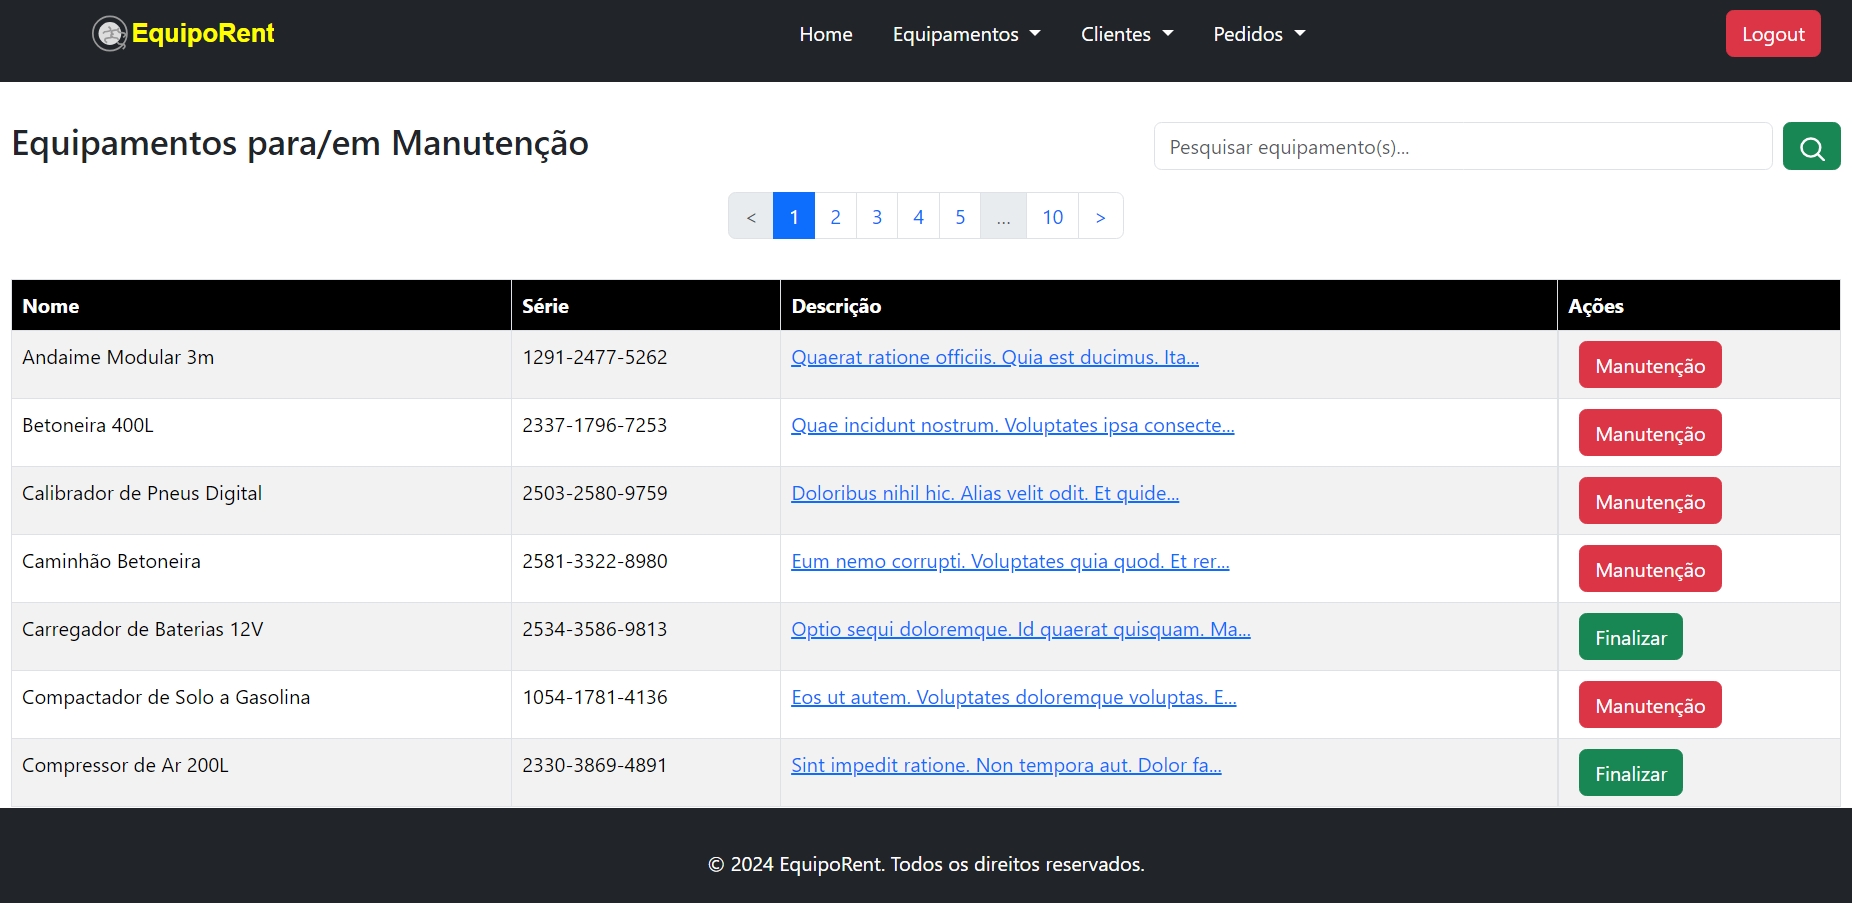 EquipoRent Home Equipamentos Clientes Pedidos Logout
Equipamentos para/em Manutenção
Pesquisar equipamento(s)...
< 1 2 3 4 5 ... 10 >
Nome Série Descrição Ações
Andaime Modular 3m 1291-2477-5262 Quaerat ratione officiis. Quia est ducimus. Ita... Manutenção
Betoneira 400L 2337-1796-7253 Quae incidunt nostrum. Voluptates ipsa consecte... Manutenção
Calibrador de Pneus Digital 2503-2580-9759 Doloribus nihil hic. Alias velit odit. Et quide... Manutenção
Caminhão Betoneira 2581-3322-8980 Eum nemo corrupti. Voluptates quia quod. Et rer... Manutenção
Carregador de Baterias 12V 2534-3586-9813 Optio sequi doloremque. Id quaerat quisquam. Ma... Finalizar
Compactador de Solo a Gasolina 1054-1781-4136 Eos ut autem. Voluptates doloremque voluptas. E... Manutenção
Compressor de Ar 200L 2330-3869-4891 Sint impedit ratione. Non tempora aut. Dolor fa... Finalizar
© 2024 EquipoRent. Todos os direitos reservados.